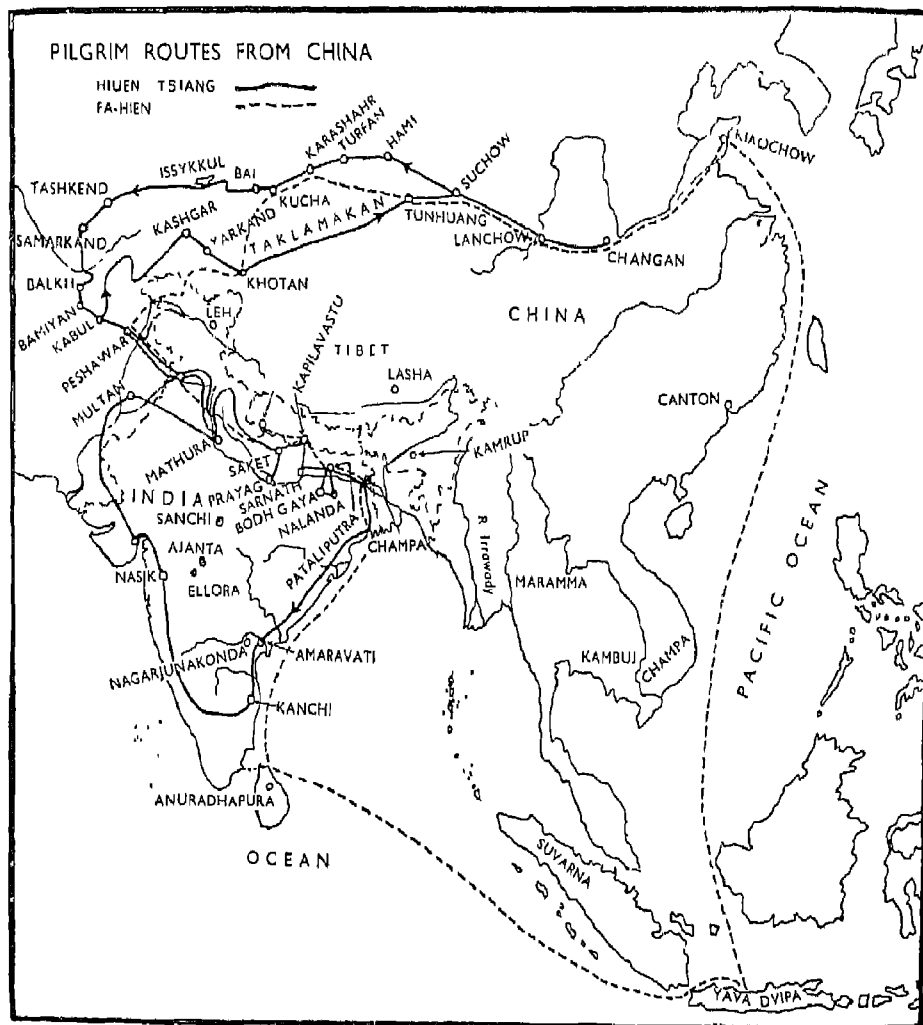 PILGRIM ROUTES FROM CHINA
HIUEN TSIANG
FA-HIEN
KARASHAHR
TURFAN
HAMI
KIAOCHOW
ISSYKKUL
BAI
SUCHOW
TASHKEND
KASHGAR
KUCHA
YARKAND
TAKLAMAKAN
TUNHUANG
SAMARKAND
LANCHOW
CHANGAN
BALKH
KHOTAN
BAMIYAN
KABUL
LEH
CHINA
PESHAWAR
KAPILAVASTU
TIBET
MULTAN
LASHA
CANTON
MATHURA
KAMRUP
SAKET
INDIA
PRAYAG
SARNATH
SANCHI
BODH GAYA
NALANDA
PATALIPUTRA
CHAMPA
R. Irrawady
PACIFIC OCEAN
AJANTA
NASIK
ELLORA
MARAMMA
KAMBUJ
CHAMPA
NAGARJUNAKONDA
AMARAVATI
KANCHI
ANURADHAPURA
OCEAN
SUVARNA
YAVA DVIPA